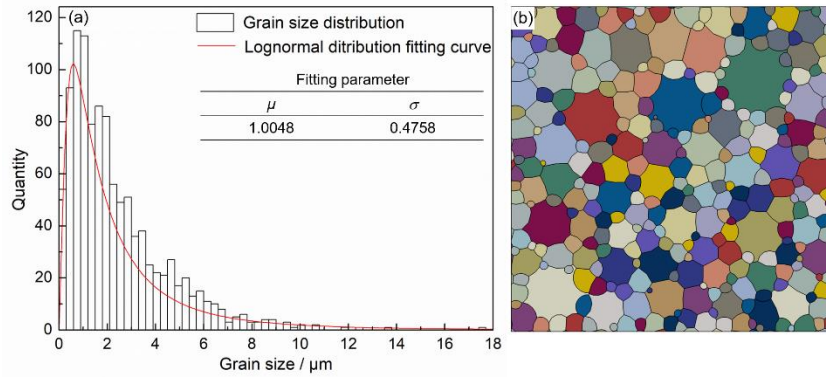 (a)
Grain size distribution
Lognormal ditribution fitting curve
Fitting parameter
μ σ
1.0048 0.4758
Quantity
120
100
80
60
40
20
0
0 2 4 6 8 10 12 14 16 18
Grain size / μm
(b)